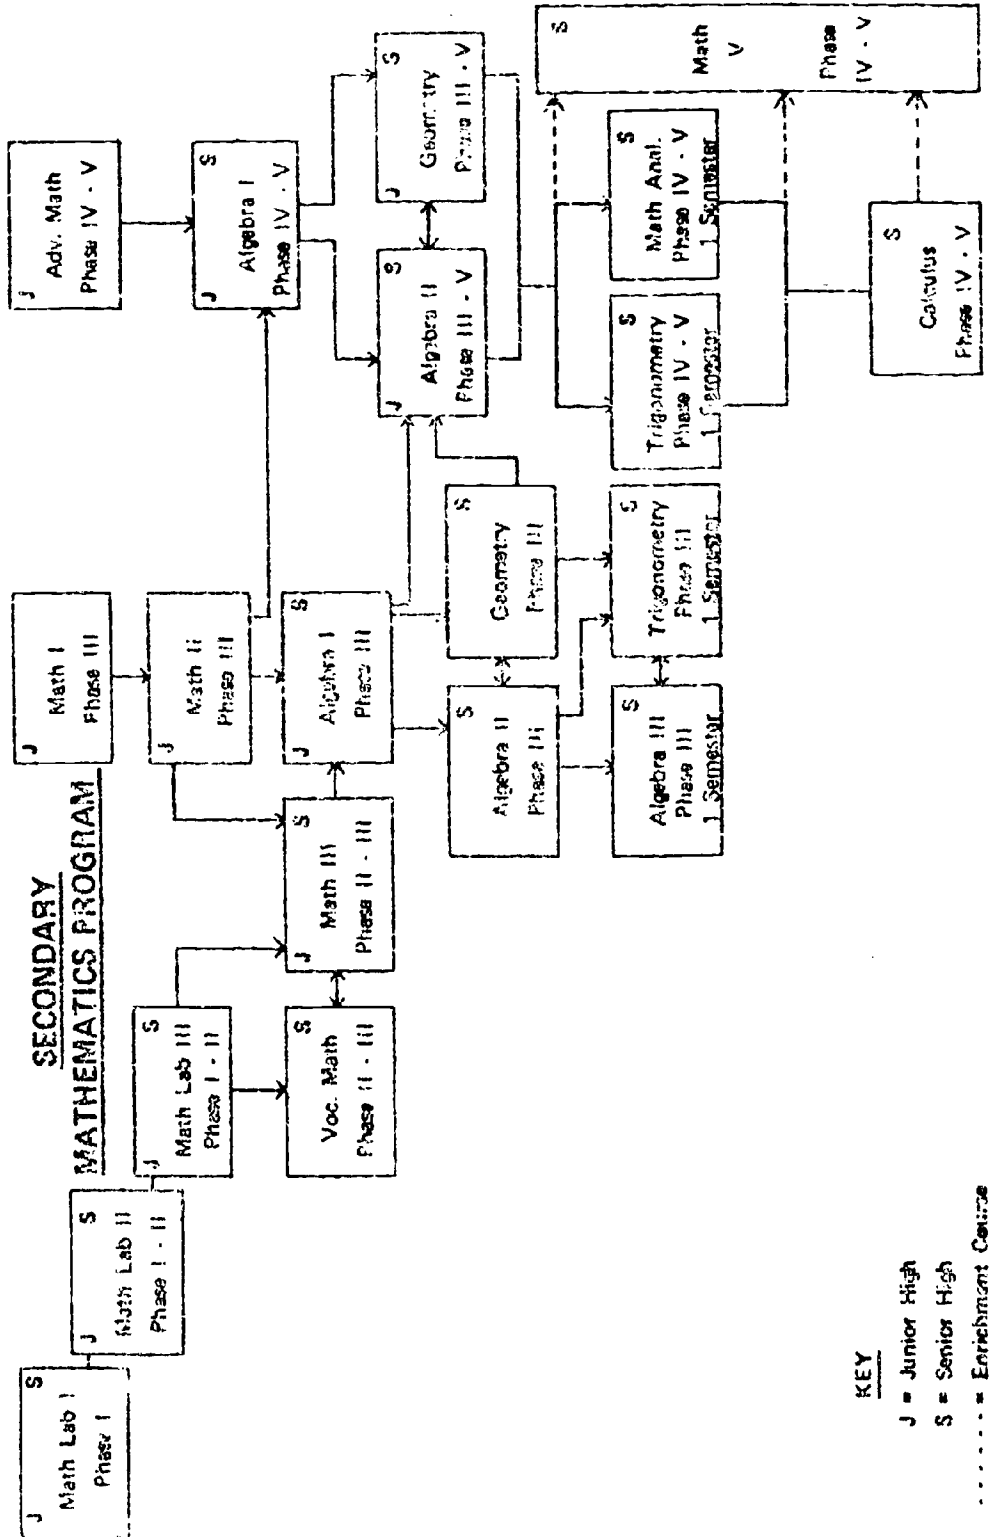 SECONDARY
MATHEMATICS PROGRAM
J S
Math Lab I
Phase I
J S
Math Lab II
Phase I - II
J S
Math Lab III
Phase I - II
S
Voc. Math
Phase II - III
J S
Math III
Phase II - III
J
Math I
Phase III
J
Math II
Phase III
J S
Algebra I
Phase III
S
Algebra II
Phase III
S
Geometry
Phase III
S
Algebra III
Phase III
1 Semester
S
Trigonometry
Phase III
1 Semester
J
Adv. Math
Phase IV - V
J S
Algebra I
Phase IV - V
J S
Algebra II
Phase III - V
J S
Geometry
Phase III - V
S
Trigonometry
Phase IV - V
1 Semester
S
Math Anal.
Phase IV - V
1 Semester
S
Calculus
Phase IV - V
S
Math
V
Phase
IV - V
KEY
J = Junior High
S = Senior High
...... = Enrichment Course